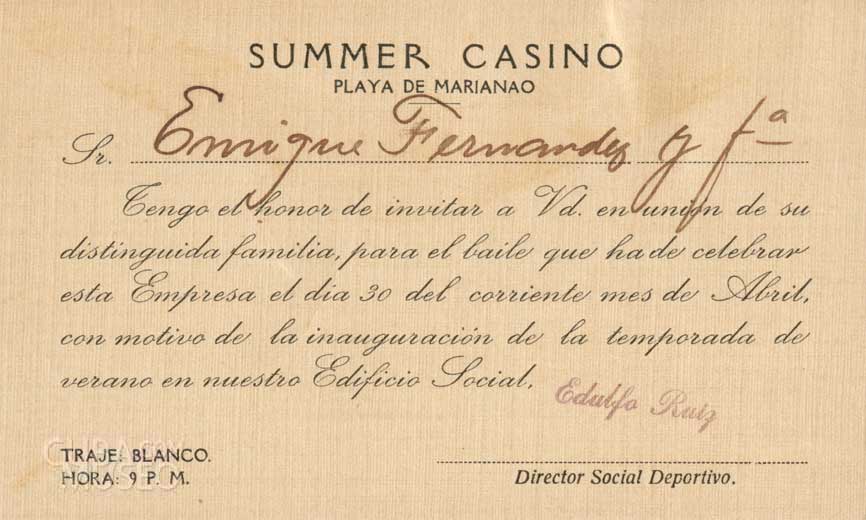 SUMMER CASINO
PLAYA DE MARIANAO
Sr. Enrique Fernandez y fª
Tengo el honor de invitar a Vd. en unión de su
distinguida familia, para el baile que ha de celebrar
esta Empresa el dia 30 del corriente mes de Abril,
con motivo de la inauguración de la temporada de
verano en nuestro Edificio Social.
Edulfo Ruiz
TRAJE: BLANCO.
HORA: 9 P. M.
Director Social Deportivo.